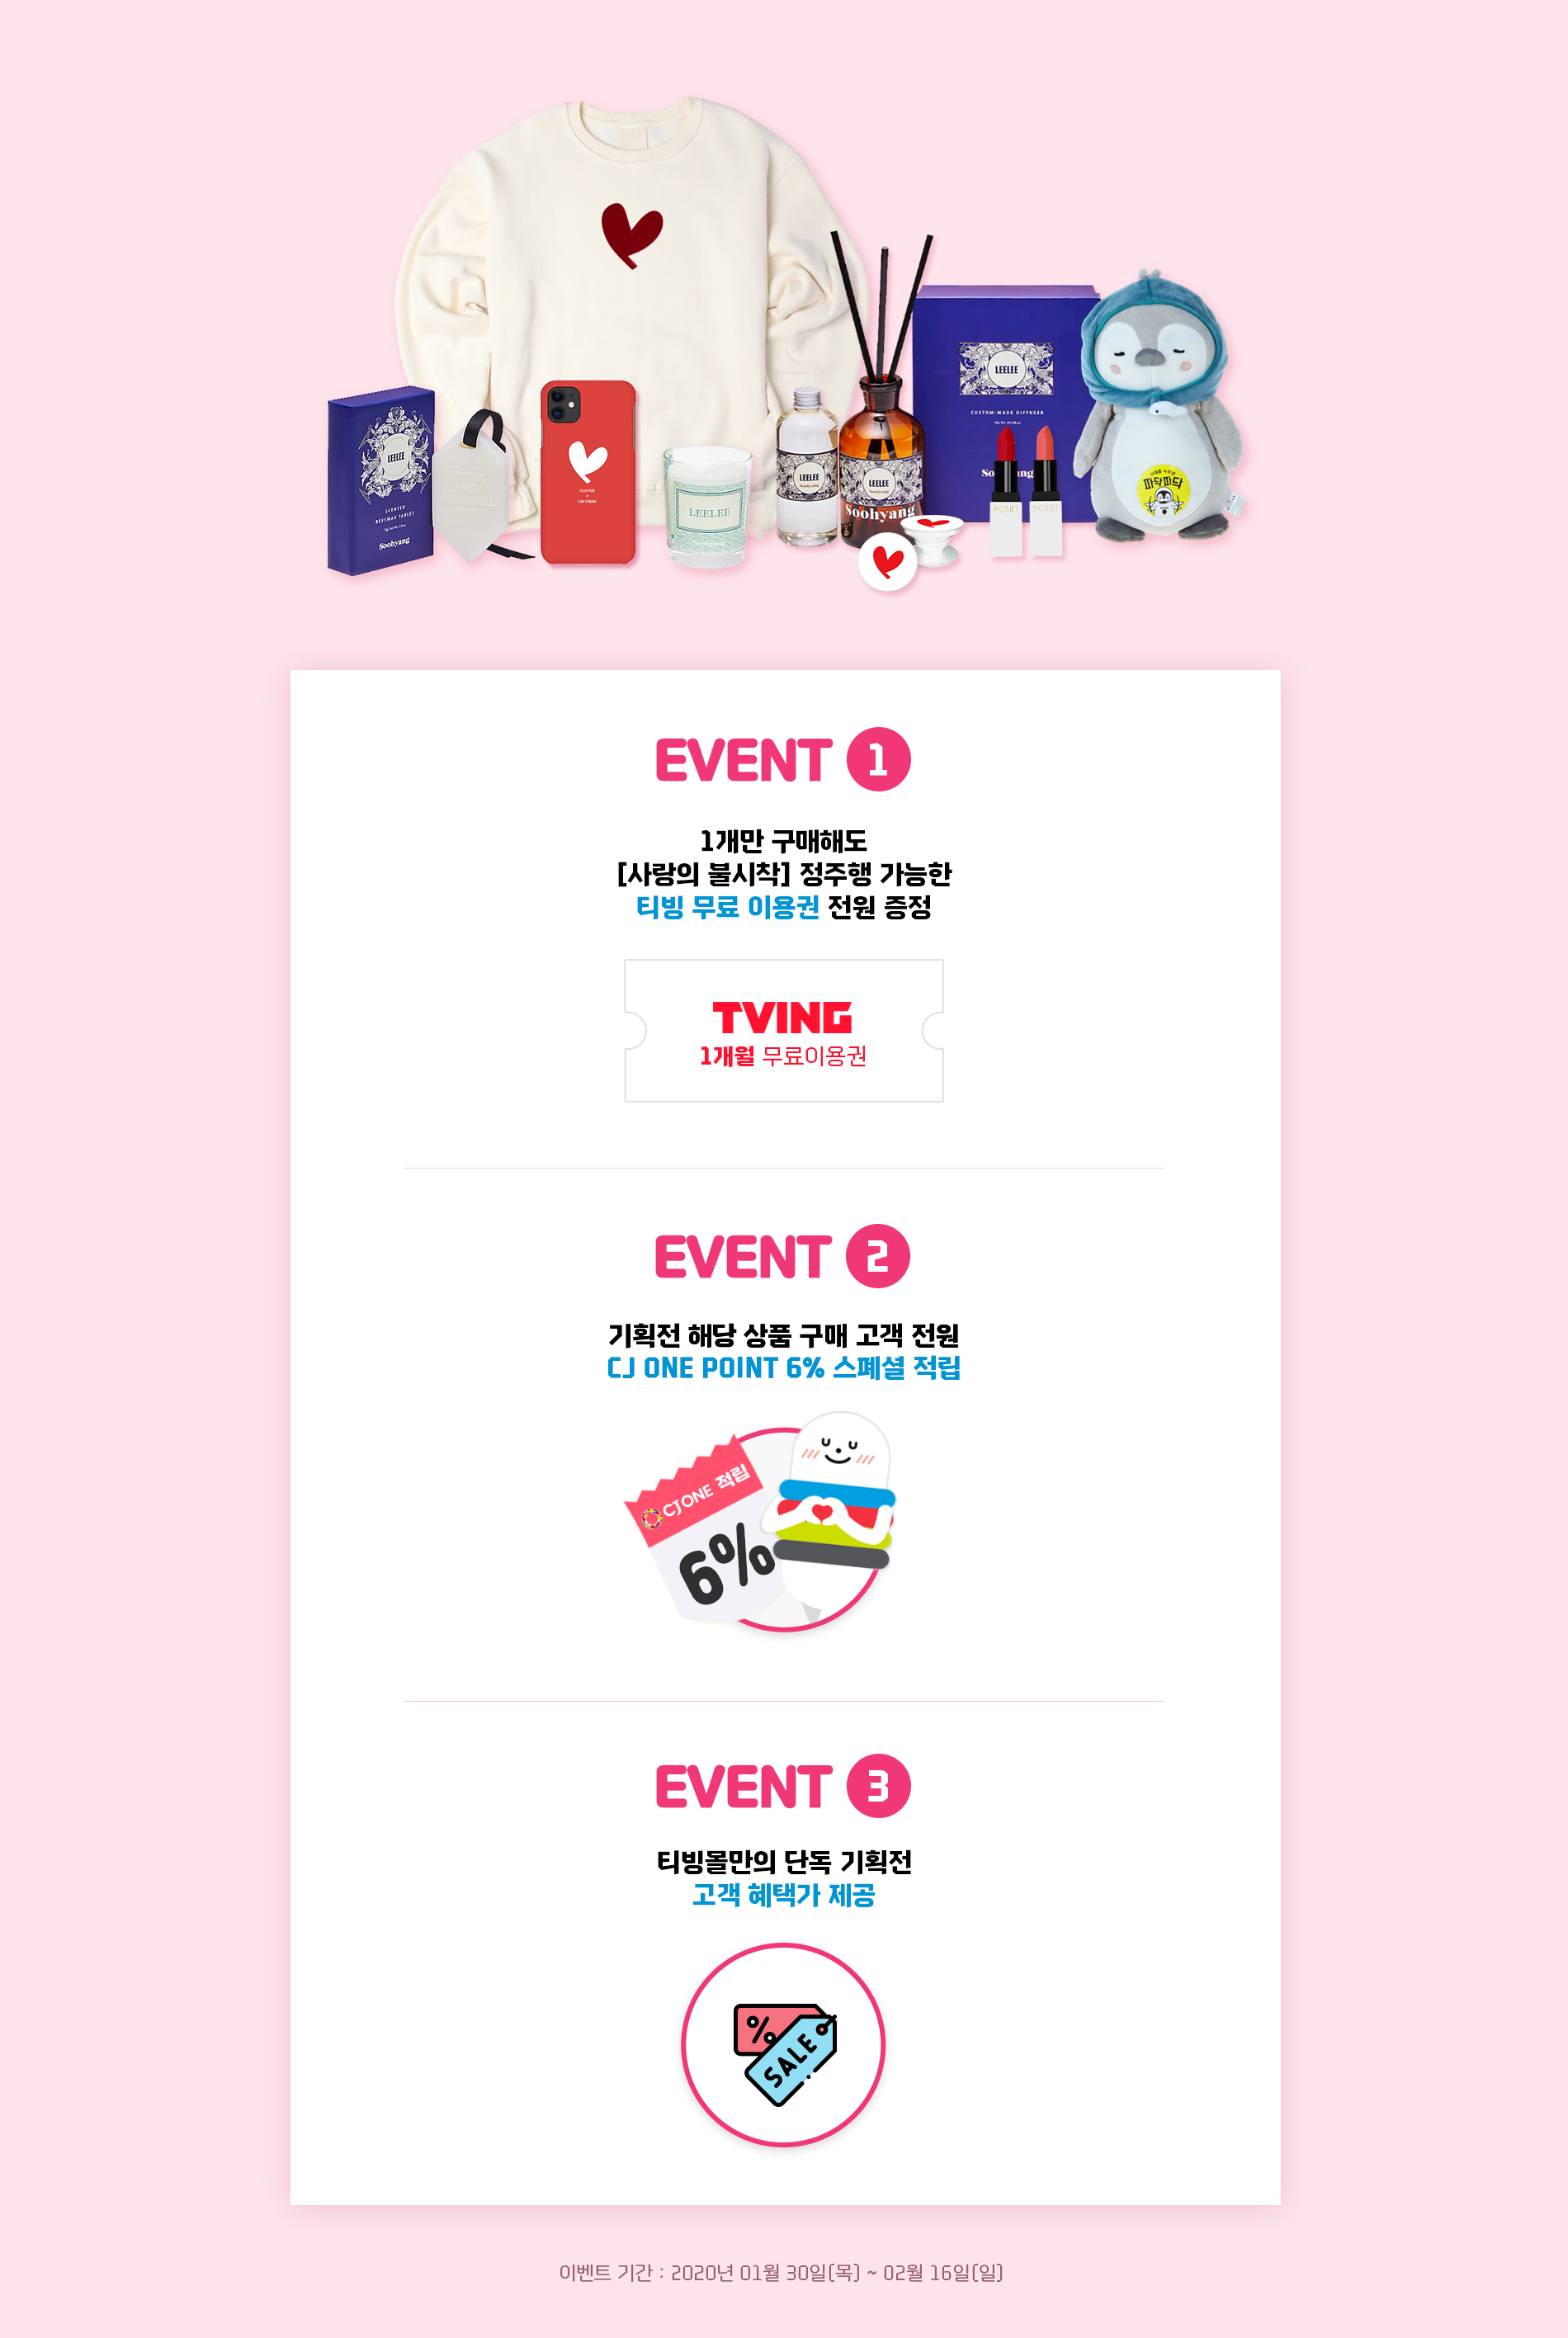 LEELEE
SCENTED
BEESWAX TABLET
Soohyang
LEELEE
Soohyang
LEELEE
Soohyang
LEELEE
Soohyang
Soohyang
LEELEE
CUSTOM-MADE DIFFUSER
MOART
MOART
파닥파닥
EVENT 1
1개만 구매해도
[사랑의 불시착] 정주행 가능한
티빙 무료 이용권 전원 증정
TVING
1개월 무료이용권
EVENT 2
기획전 해당 상품 구매 고객 전원
CJ ONE POINT 6% 스폐셜 적립
CJ ONE 적립
6%
EVENT 3
티빙몰만의 단독 기획전
고객 혜택가 제공
%
SALE
이벤트 기간 : 2020년 01월 30일(목) ~ 02월 16일(일)